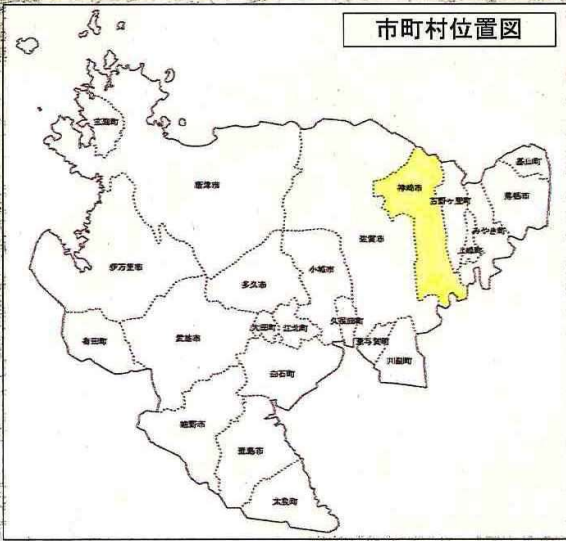 市町村位置図
玄海町
唐津市
神埼市
吉野ヶ里町
基山町
鳥栖市
みやき町
上峰町
佐賀市
伊万里市
多久市
小城市
有田町
武雄市
大町町
江北町
久保田町
東与賀町
川副町
白石町
嬉野市
鹿島市
太良町